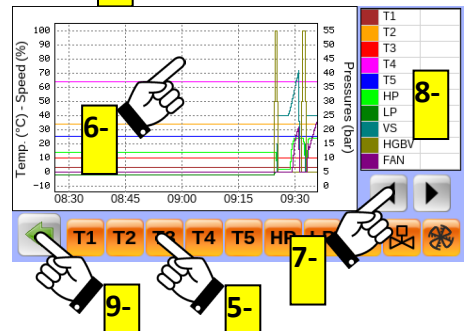 100
90
80
70
60
50
40
30
20
10
0
-10
Temp. (°C) - Speed (%)
55
50
45
40
35
30
25
20
15
10
5
0
Pressures (bar)
08:30 08:45 09:00 09:15 09:30
T1
T2
T3
T4
T5
HP
LP
VS
HGBV
FAN
6-
8-
T1 T2 T3 T4 T5 HP
7-
9-
5-